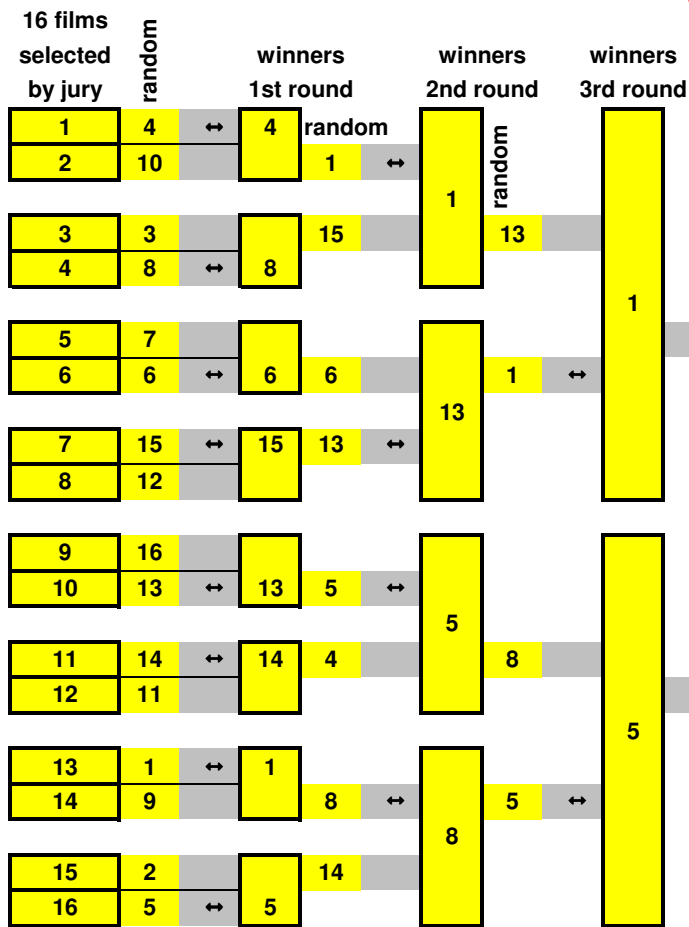 16 films
selected
by jury
random
winners
1st round
winners
2nd round
winners
3rd round
1 4 ↔ 4 random
2 10 1 ↔
1 random
3 3 15 13
4 8 ↔ 8
1
5 7
6 6 ↔ 6 6 1 ↔
13
7 15 ↔ 15 13 ↔
8 12
9 16
10 13 ↔ 13 5 ↔
5
11 14 ↔ 14 4 8
12 11
5
13 1 ↔ 1
14 9 8 ↔ 5 ↔
8
15 2 14
16 5 ↔ 5